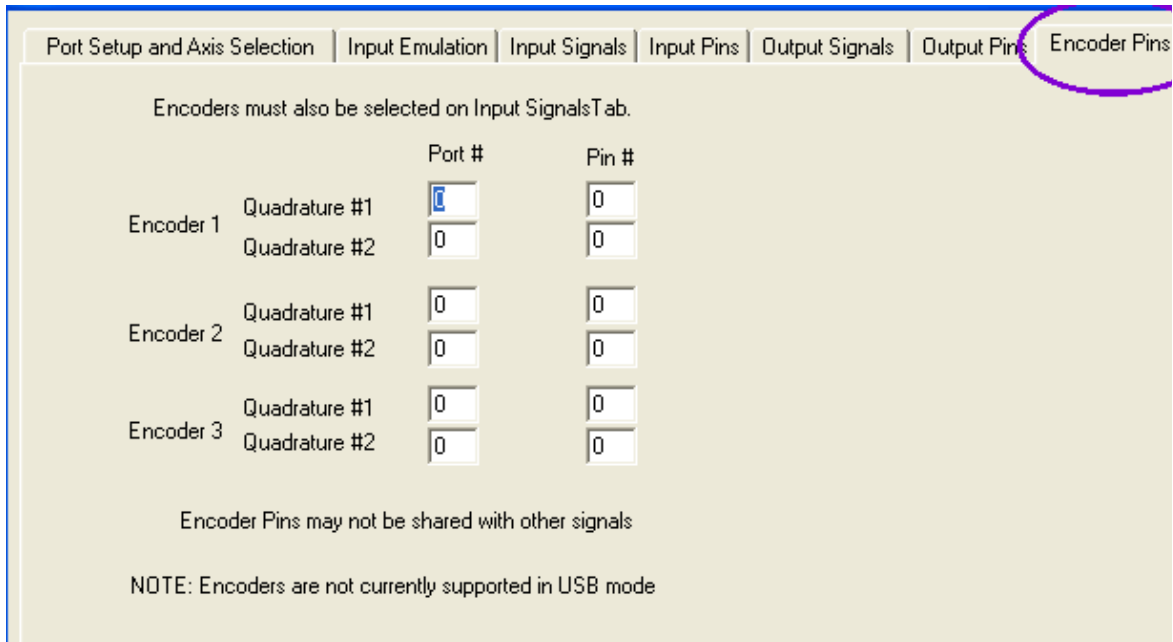 Port Setup and Axis Selection Input Emulation Input Signals Input Pins Output Signals Output Pins Encoder Pins
Encoders must also be selected on Input SignalsTab.
Port # Pin #
Encoder 1
Quadrature #1 0 0
Quadrature #2 0 0
Encoder 2
Quadrature #1 0 0
Quadrature #2 0 0
Encoder 3
Quadrature #1 0 0
Quadrature #2 0 0
Encoder Pins may not be shared with other signals
NOTE: Encoders are not currently supported in USB mode